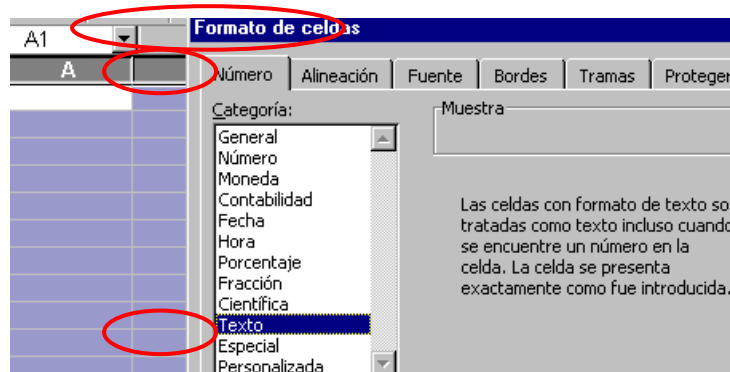 A1
A
Formato de celdas
Número Alineación Fuente Bordes Tramas Proteger
Categoría:
General
Número
Moneda
Contabilidad
Fecha
Hora
Porcentaje
Fracción
Científica
Texto
Especial
Personalizada
Muestra
Las celdas con formato de texto so
tratadas como texto incluso cuando
se encuentre un número en la
celda. La celda se presenta
exactamente como fue introducida.